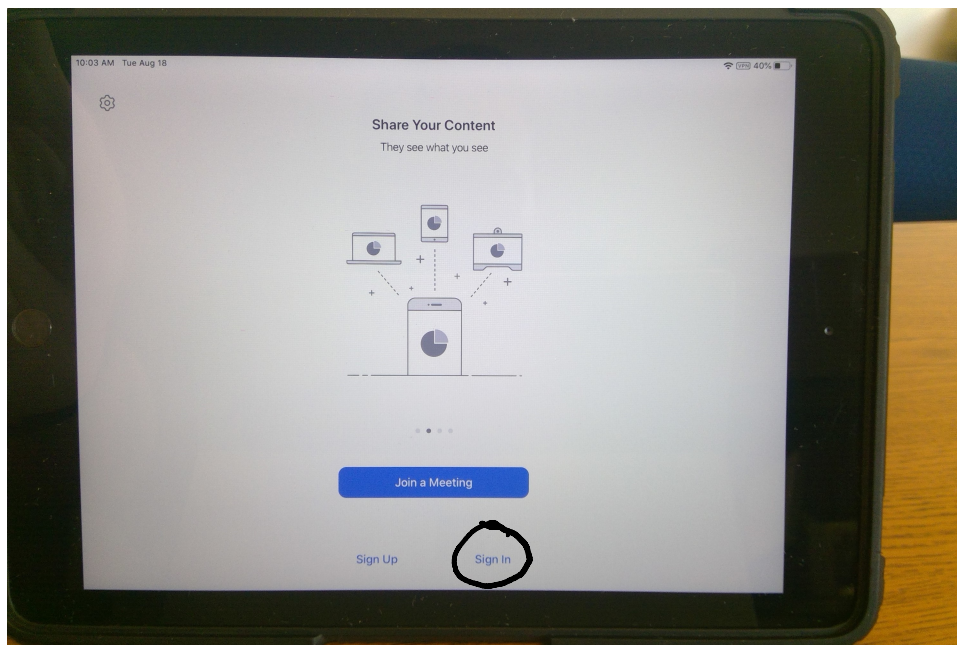 10:03 AM Tue Aug 18
VPN 40%
Share Your Content
They see what you see
Join a Meeting
Sign Up
Sign In